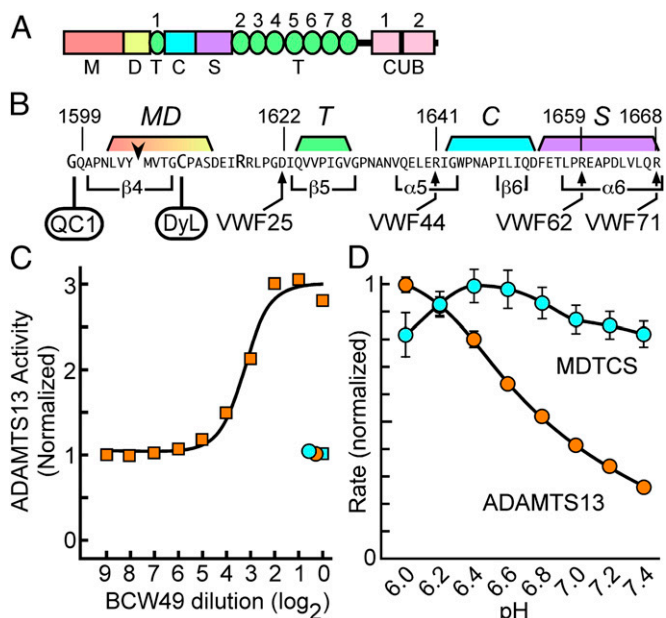 A
1 2 3 4 5 6 7 8 1 2
M D T C S T CUB
B
1599 MD 1622 T 1641 C 1659 S 1668
GQAPNLVYMVTGCPASDEIRRLPGDIQVVPIGVGPNANVQELERIGWPNAPILIQDFETLPREAPDLVLQR
β4 β5 α5 β6 α6
QC1 DyL VWF25 VWF44 VWF62 VWF71
C
ADAMTS13 Activity
(Normalized)
3
2
1
0
9 8 7 6 5 4 3 2 1 0
BCW49 dilution (log2)
D
Rate (normalized)
1
0
MDTCS
ADAMTS13
6.0 6.2 6.4 6.6 6.8 7.0 7.2 7.4
pH